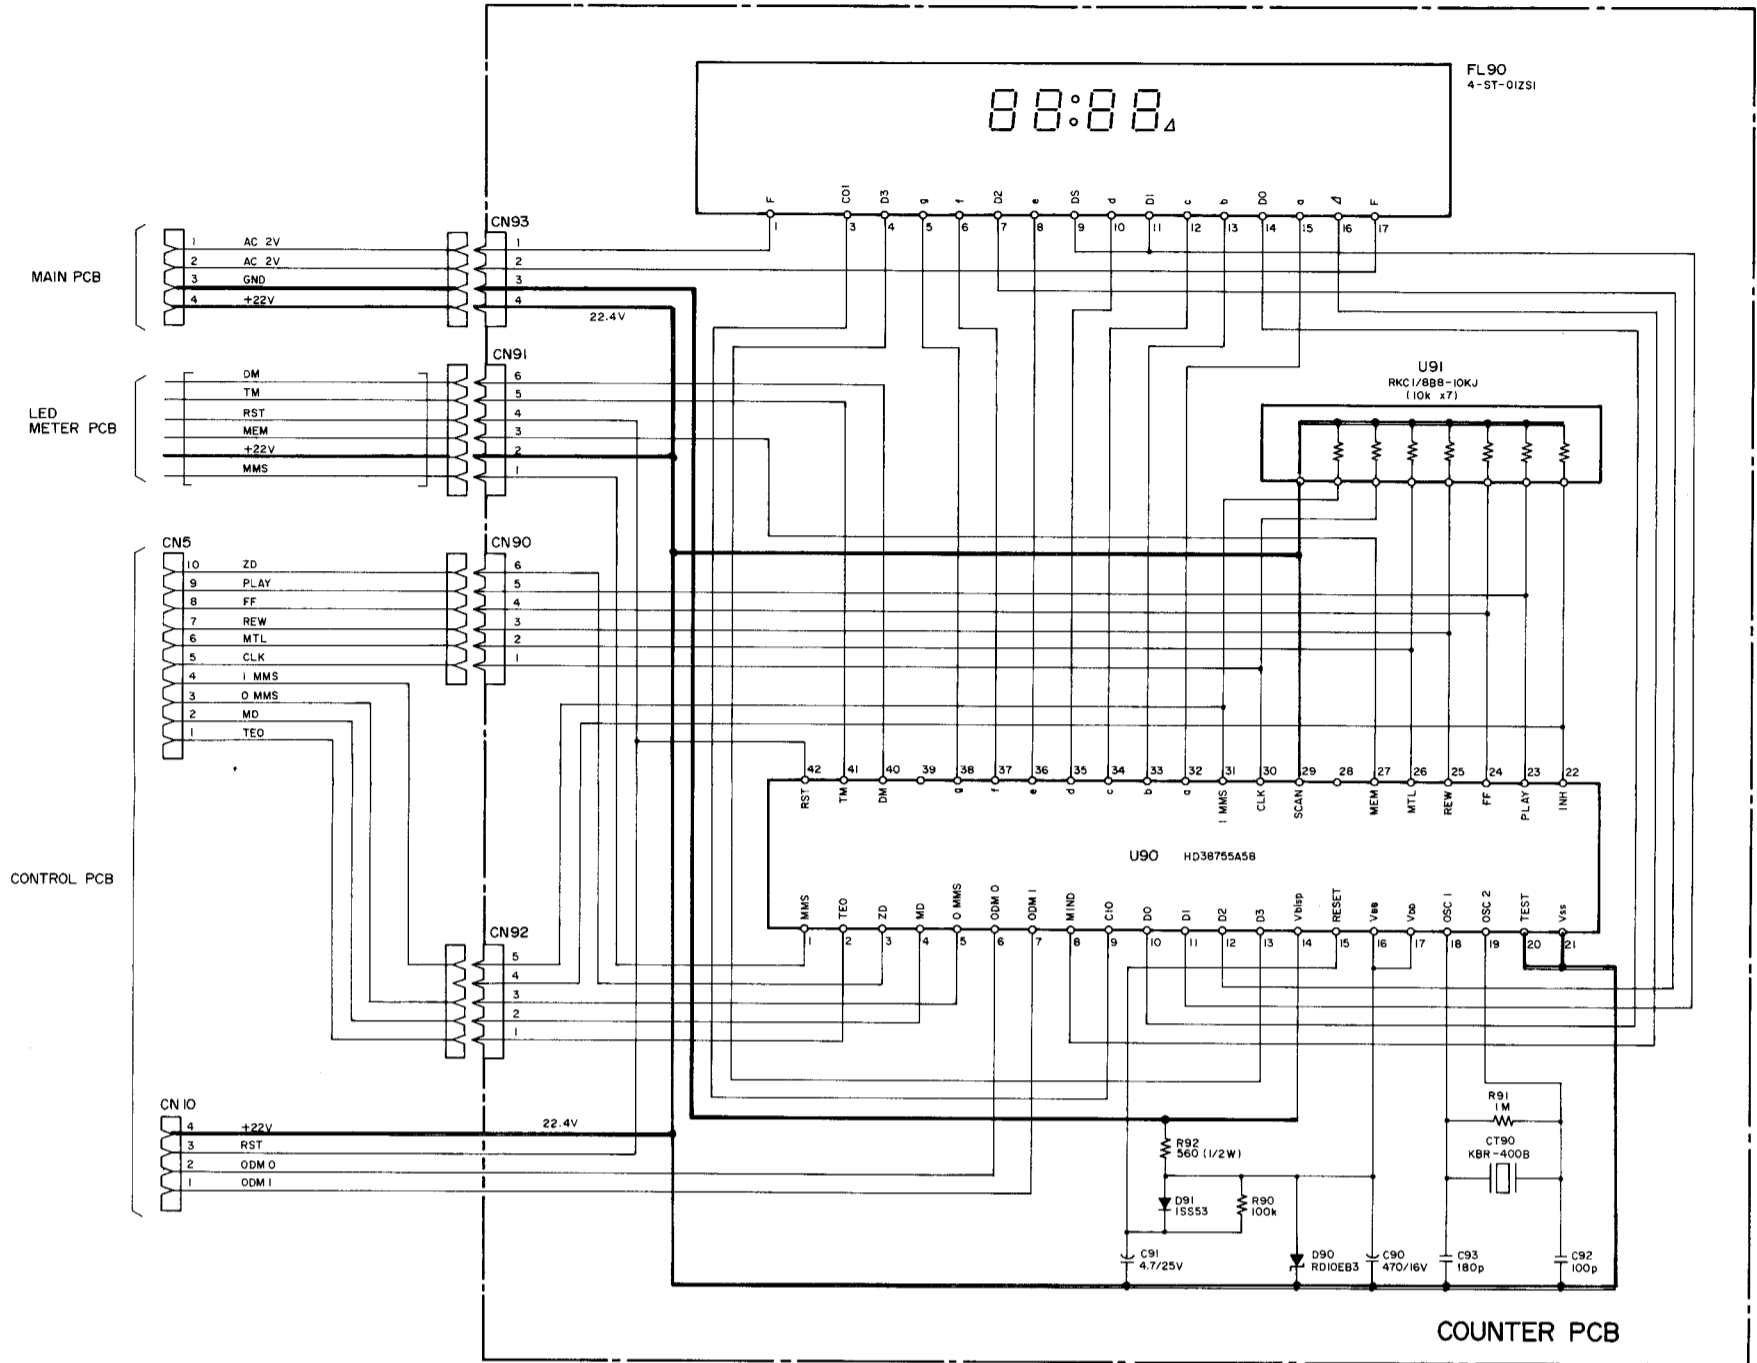 FL90
4-ST-01ZS1
88:88
F
CO1
D3
g
f
D2
e
DS
d
D1
c
b
D0
a
F
1 3 4 5 6 7 8 9 10 11 12 13 14 15 16 17
MAIN PCB
1 AC 2V
2 AC 2V
3 GND
4 +22V
CN93
1
2
3
4
22.4V
LED
METER PCB
DM
TM
RST
MEM
+22V
MMS
CN91
6
5
4
3
2
1
U91
RKC1/8B8-10KJ
(10k x7)
CONTROL PCB
CN5
10 ZD
9 PLAY
8 FF
7 REW
6 MTL
5 CLK
4 I MMS
3 O MMS
2 MD
1 TEO
CN90
6
5
4
3
2
1
42 41 40 39 38 37 36 35 34 33 32 31 30 29 28 27 26 25 24 23 22
RST
TM
DM
g
f
e
d
c
b
a
I MMS
CLK
SCAN
MEM
MTL
REW
FF
PLAY
INH
U90 HD38755A58
MMS
TEO
ZD
MD
O MMS
ODM 0
ODM 1
MIND
C10
D0
D1
D2
D3
Vbisp
RESET
VBB
VDD
OSC 1
OSC 2
TEST
Vss
1 2 3 4 5 6 7 8 9 10 11 12 13 14 15 16 17 18 19 20 21
CN92
5
4
3
2
1
CN10
4 +22V
3 RST
2 ODM 0
1 ODM 1
22.4V
R92
560 (1/2W)
D91
1SS53
R90
100k
C91
4.7/25V
D90
RD10EB3
C90
470/16V
R91
1M
CT90
KBR-400B
C93
180p
C92
100p
COUNTER PCB